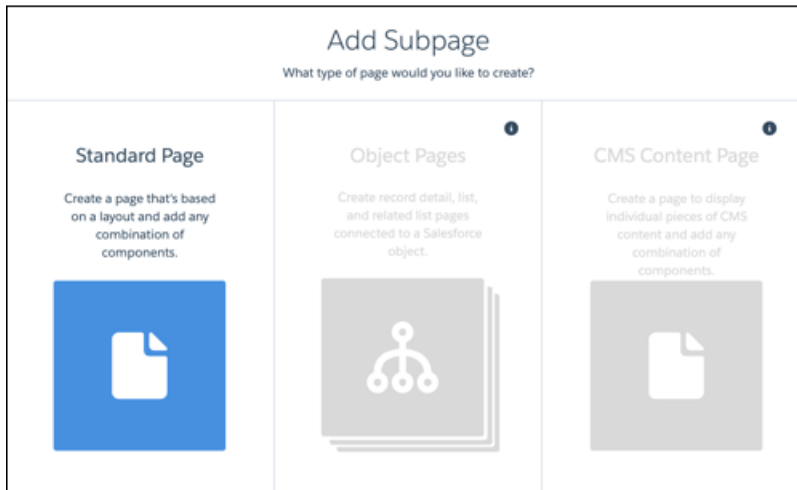 Add Subpage
What type of page would you like to create?
Standard Page
Create a page that's based
on a layout and add any
combination of
components.
Object Pages
Create record detail, list,
and related list pages
connected to a Salesforce
object.
CMS Content Page
Create a page to display
individual pieces of CMS
content and add any
combination of
components.